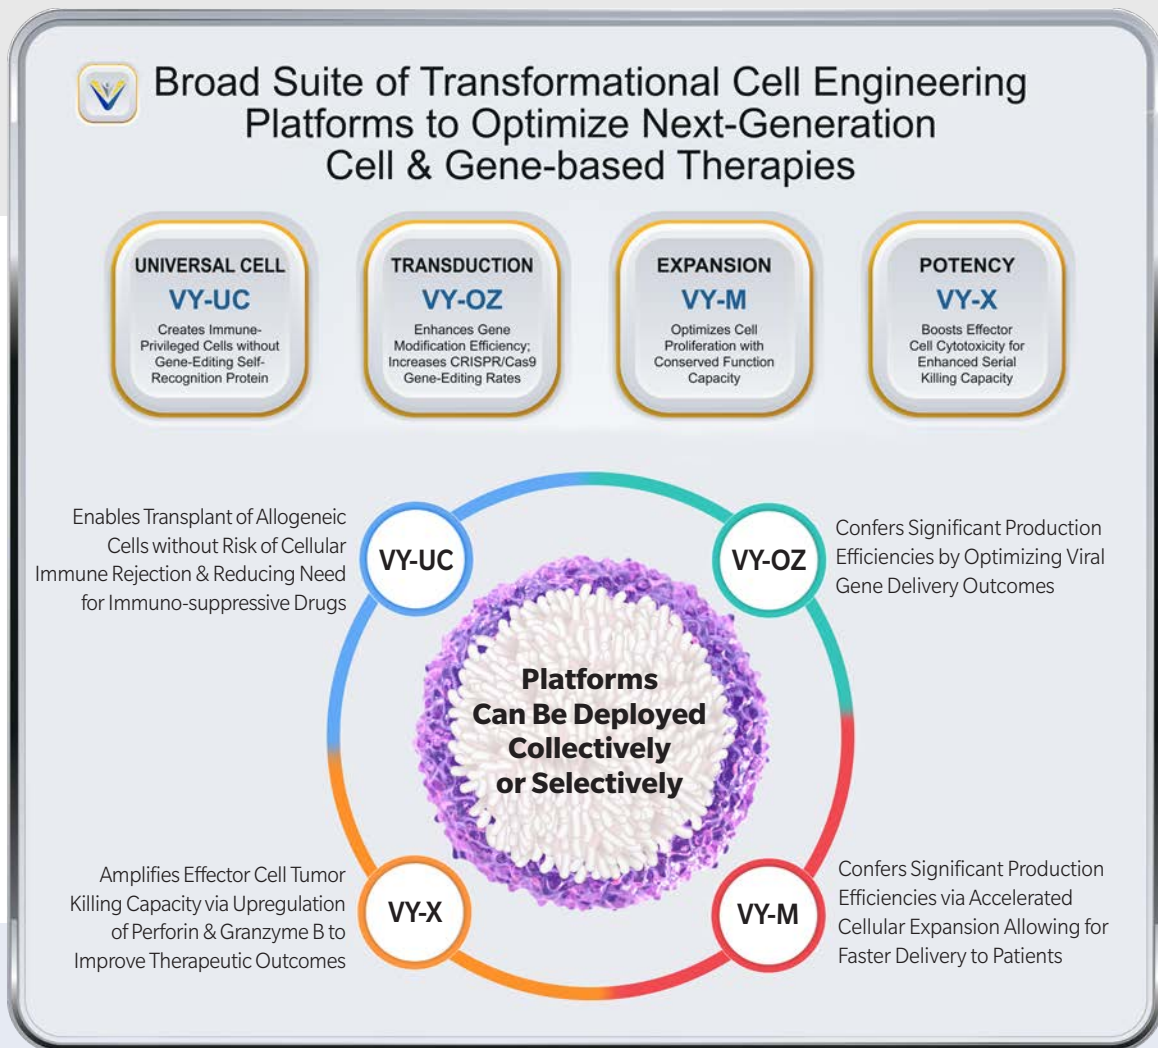 Broad Suite of Transformational Cell Engineering
Platforms to Optimize Next-Generation
Cell & Gene-based Therapies
UNIVERSAL CELL
VY-UC
Creates Immune-
Privileged Cells without
Gene-Editing Self-
Recognition Protein
TRANSDUCTION
VY-OZ
Enhances Gene
Modification Efficiency;
Increases CRISPR/Cas9
Gene-Editing Rates
EXPANSION
VY-M
Optimizes Cell
Proliferation with
Conserved Function
Capacity
POTENCY
VY-X
Boosts Effector
Cell Cytotoxicity for
Enhanced Serial
Killing Capacity
Enables Transplant of Allogeneic
Cells without Risk of Cellular
Immune Rejection & Reducing Need
for Immuno-suppressive Drugs
VY-UC
VY-OZ
Confers Significant Production
Efficiencies by Optimizing Viral
Gene Delivery Outcomes
Platforms
Can Be Deployed
Collectively
or Selectively
Amplifies Effector Cell Tumor
Killing Capacity via Upregulation
of Perforin & Granzyme B to
Improve Therapeutic Outcomes
VY-X
VY-M
Confers Significant Production
Efficiencies via Accelerated
Cellular Expansion Allowing for
Faster Delivery to Patients